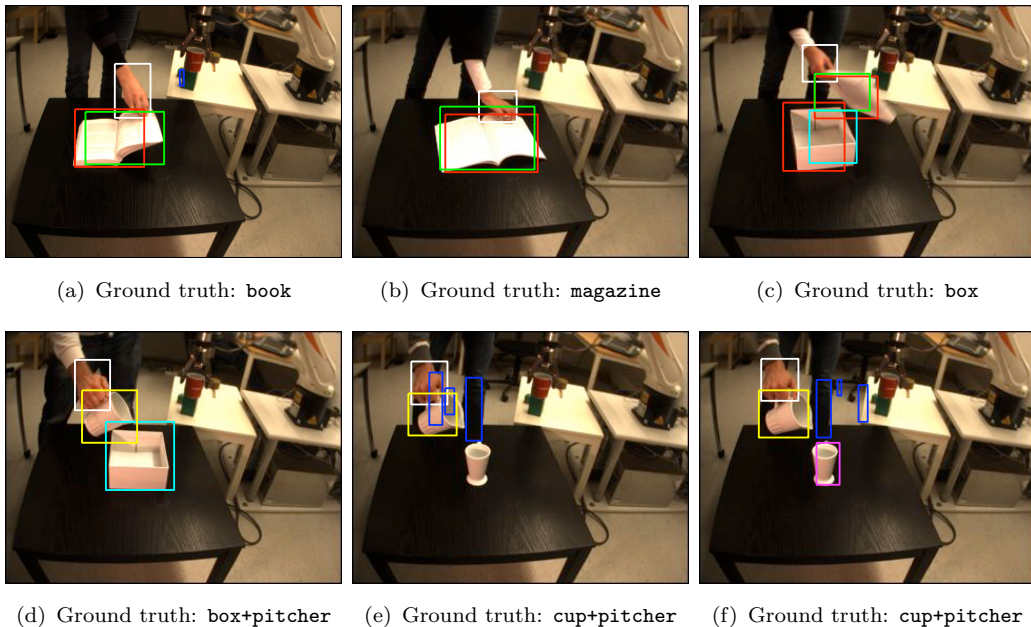 (a) Ground truth: book
(b) Ground truth: magazine
(c) Ground truth: box
(d) Ground truth: box+pitcher
(e) Ground truth: cup+pitcher
(f) Ground truth: cup+pitcher